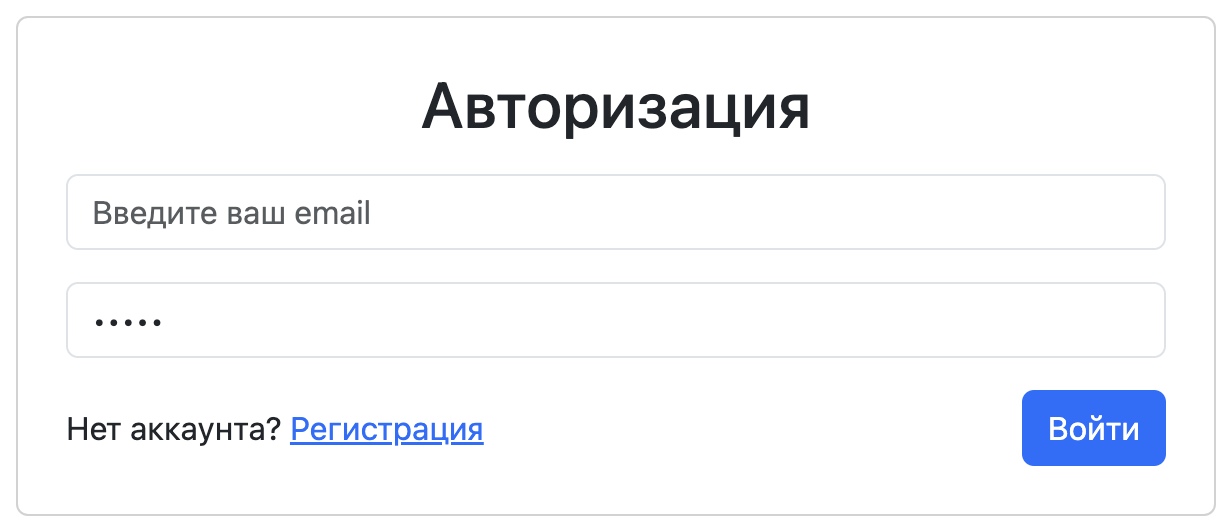 Авторизация
Введите ваш email
•••••
Нет аккаунта? Регистрация
Войти